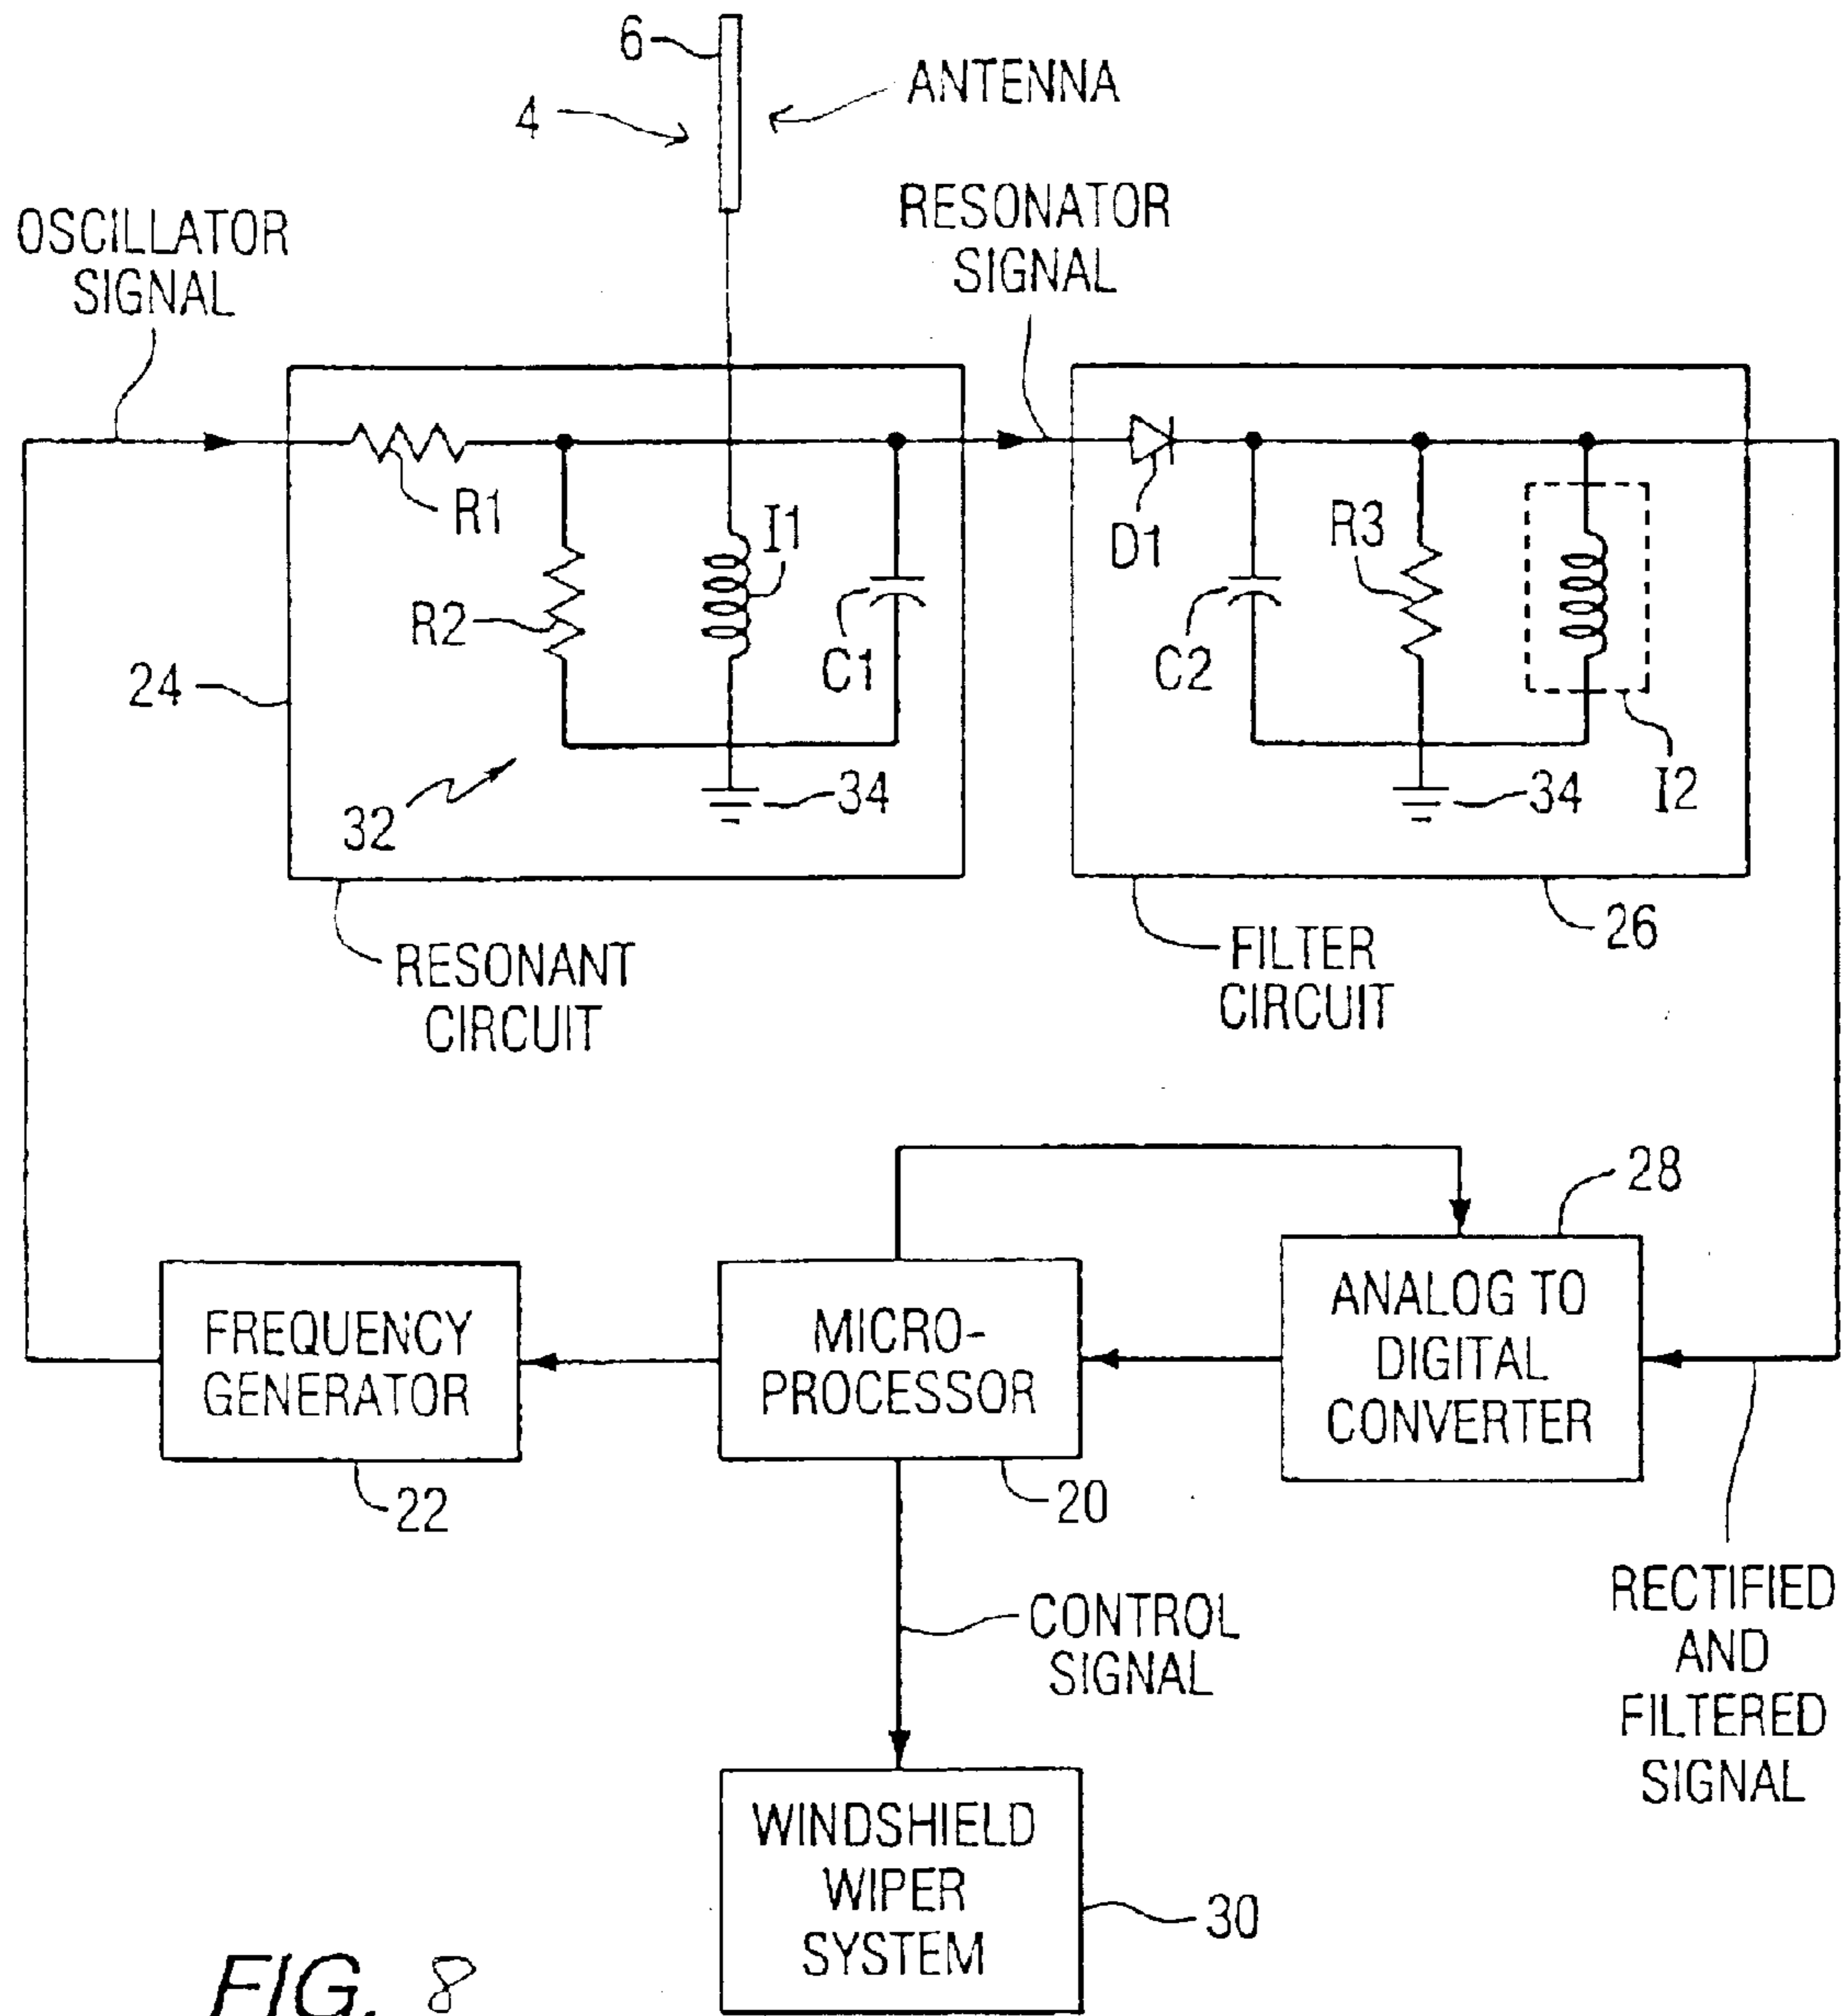 6
4
ANTENNA
OSCILLATOR
SIGNAL
RESONATOR
SIGNAL
R1
R2
I1
C1
D1
C2
R3
I2
24
32
34
34
26
RESONANT
CIRCUIT
FILTER
CIRCUIT
28
FREQUENCY
GENERATOR
22
MICRO-
PROCESSOR
20
ANALOG TO
DIGITAL
CONVERTER
CONTROL
SIGNAL
RECTIFIED
AND
FILTERED
SIGNAL
WINDSHIELD
WIPER
SYSTEM
30
FIG. 8